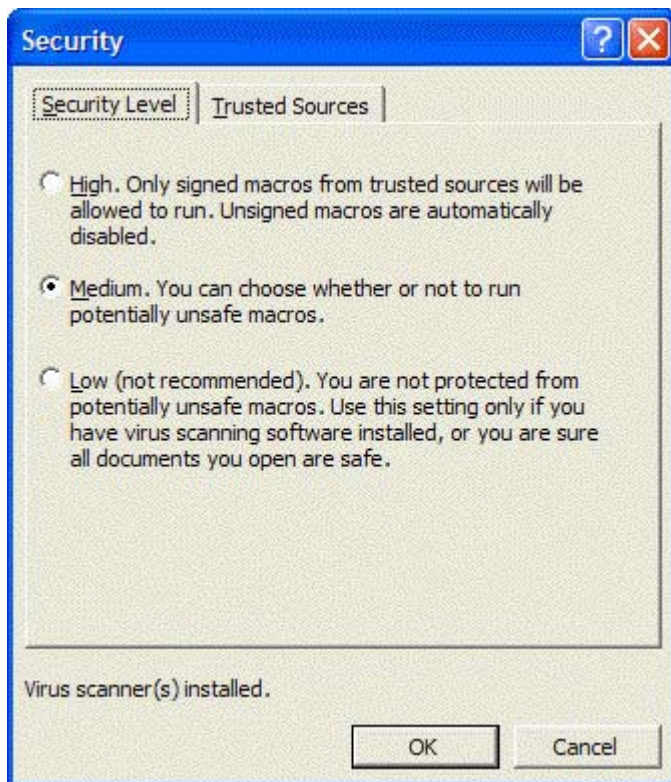 Security
Security Level
Trusted Sources
High. Only signed macros from trusted sources will be
allowed to run. Unsigned macros are automatically
disabled.
Medium. You can choose whether or not to run
potentially unsafe macros.
Low (not recommended). You are not protected from
potentially unsafe macros. Use this setting only if you
have virus scanning software installed, or you are sure
all documents you open are safe.
Virus scanner(s) installed.
OK
Cancel